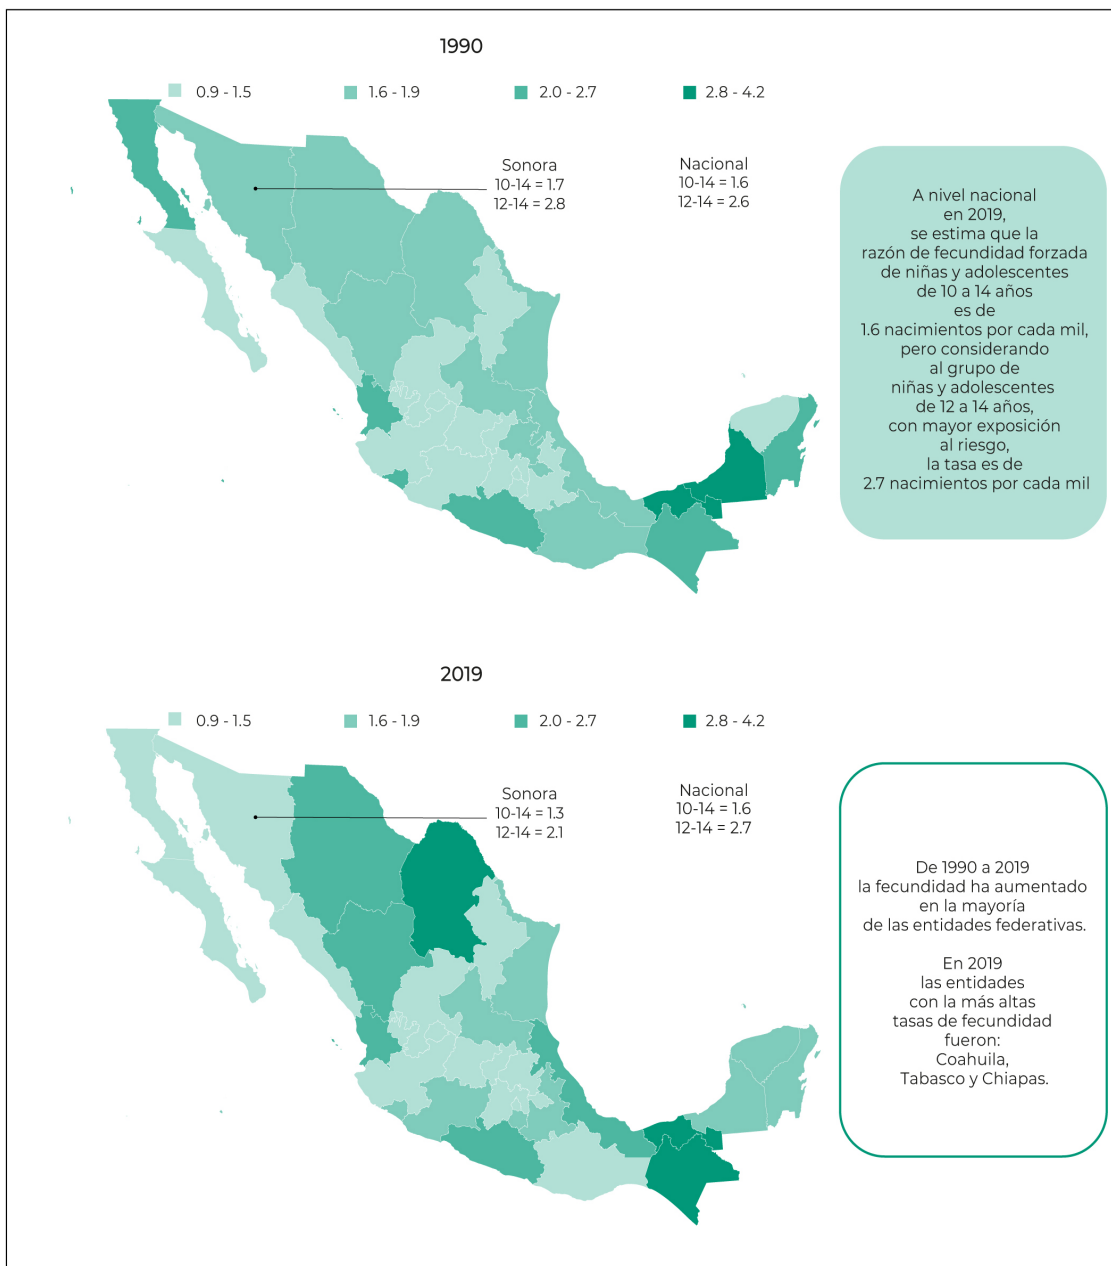 1990
0.9 - 1.5
1.6 - 1.9
2.0 - 2.7
2.8 - 4.2
Sonora
10-14 = 1.7
12-14 = 2.8
Nacional
10-14 = 1.6
12-14 = 2.6
A nivel nacional
en 2019,
se estima que la
razón de fecundidad forzada
de niñas y adolescentes
de 10 a 14 años
es de
1.6 nacimientos por cada mil,
pero considerando
al grupo de
niñas y adolescentes
de 12 a 14 años,
con mayor exposición
al riesgo,
la tasa es de
2.7 nacimientos por cada mil
2019
0.9 - 1.5
1.6 - 1.9
2.0 - 2.7
2.8 - 4.2
Sonora
10-14 = 1.3
12-14 = 2.1
Nacional
10-14 = 1.6
12-14 = 2.7
De 1990 a 2019
la fecundidad ha aumentado
en la mayoría
de las entidades federativas.
En 2019
las entidades
con la más altas
tasas de fecundidad
fueron:
Coahuila,
Tabasco y Chiapas.